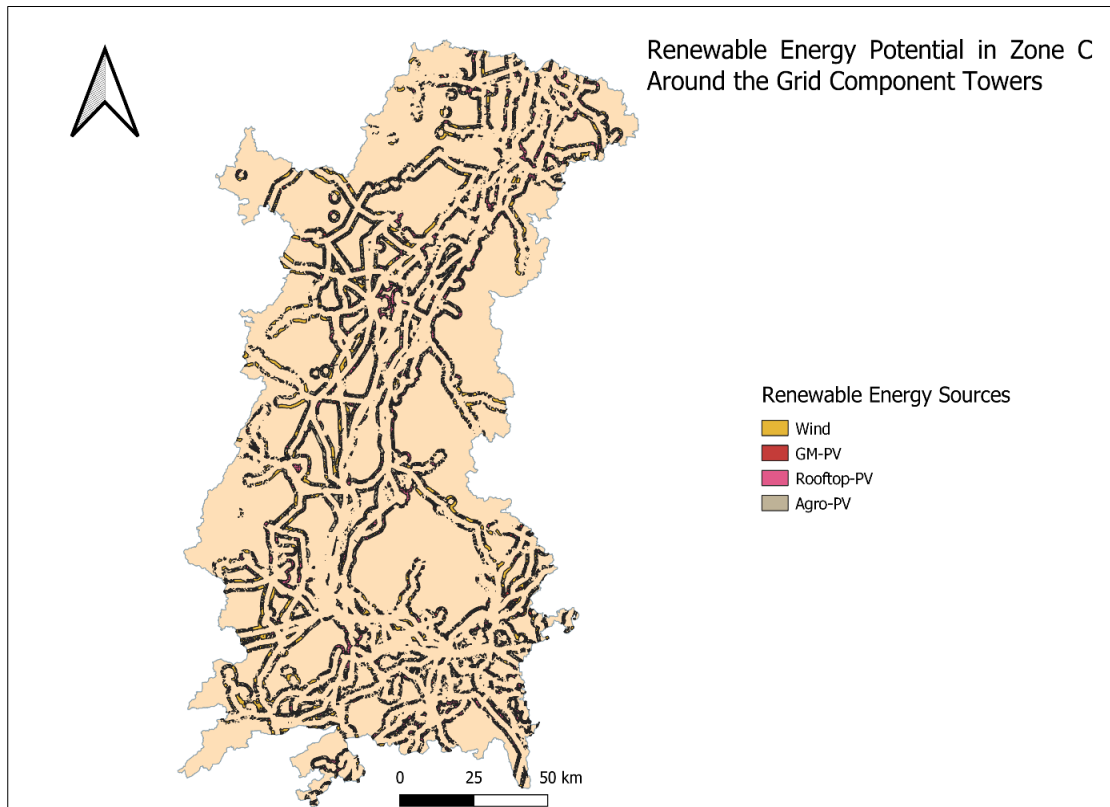 Renewable Energy Potential in Zone C
Around the Grid Component Towers
Renewable Energy Sources
Wind
GM-PV
Rooftop-PV
Agro-PV
0 25 50 km